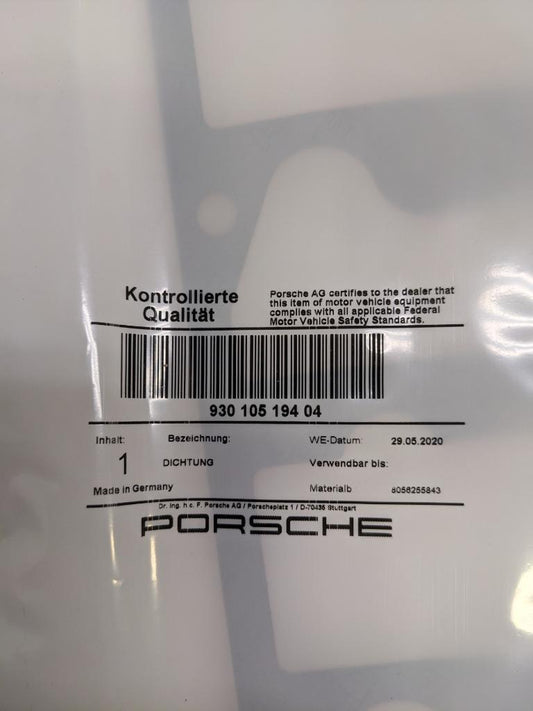 Kontrollierte
Qualität
Porsche AG certifies to the dealer that
this item of motor vehicle equipment
complies with all applicable Federal
Motor Vehicle Safety Standards.
930 105 194 04
Inhalt: Bezeichnung: WE-Datum: 29.05.2020
1 DICHTUNG Verwendbar bis:
Made in Germany Materialb 8056255843
Dr. Ing. h.c. F. Porsche AG / Porscheplatz 1 / D-70435 Stuttgart
PORSCHE